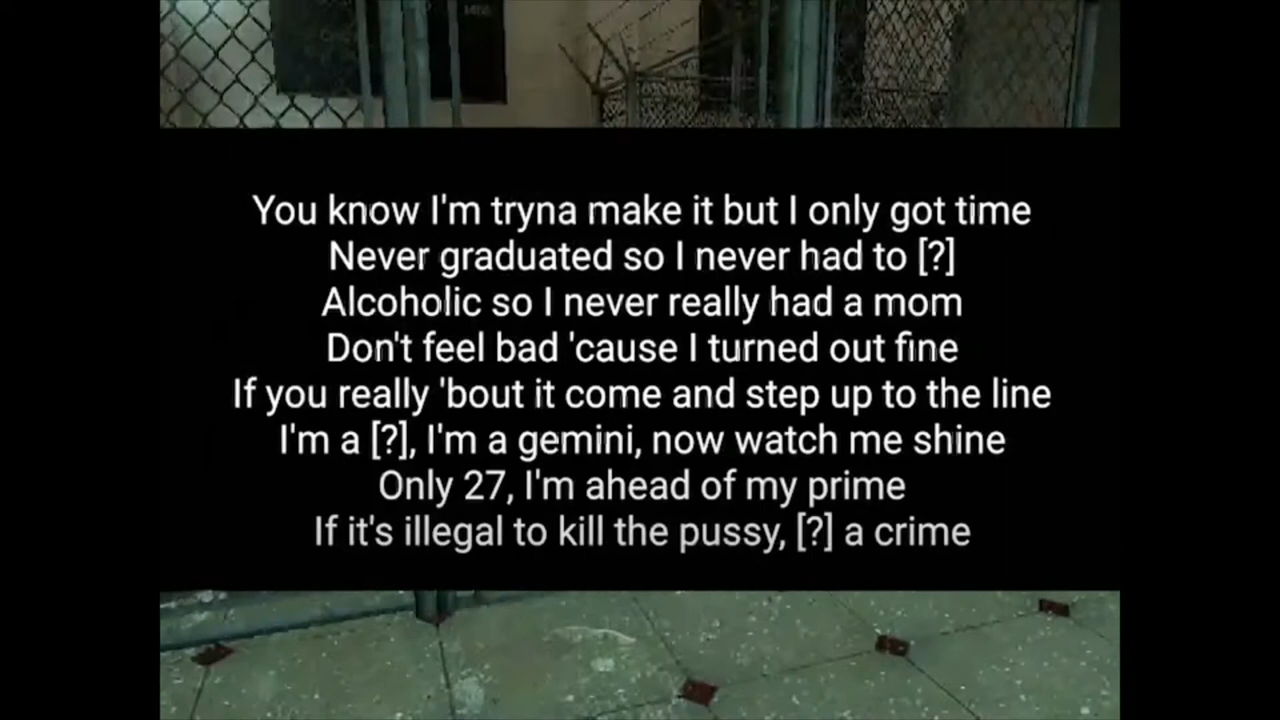 You know I'm tryna make it but I only got time
Never graduated so I never had to [?]
Alcoholic so I never really had a mom
Don't feel bad 'cause I turned out fine
If you really 'bout it come and step up to the line
I'm a [?], I'm a gemini, now watch me shine
Only 27, I'm ahead of my prime
If it's illegal to kill the pussy, [?] a crime